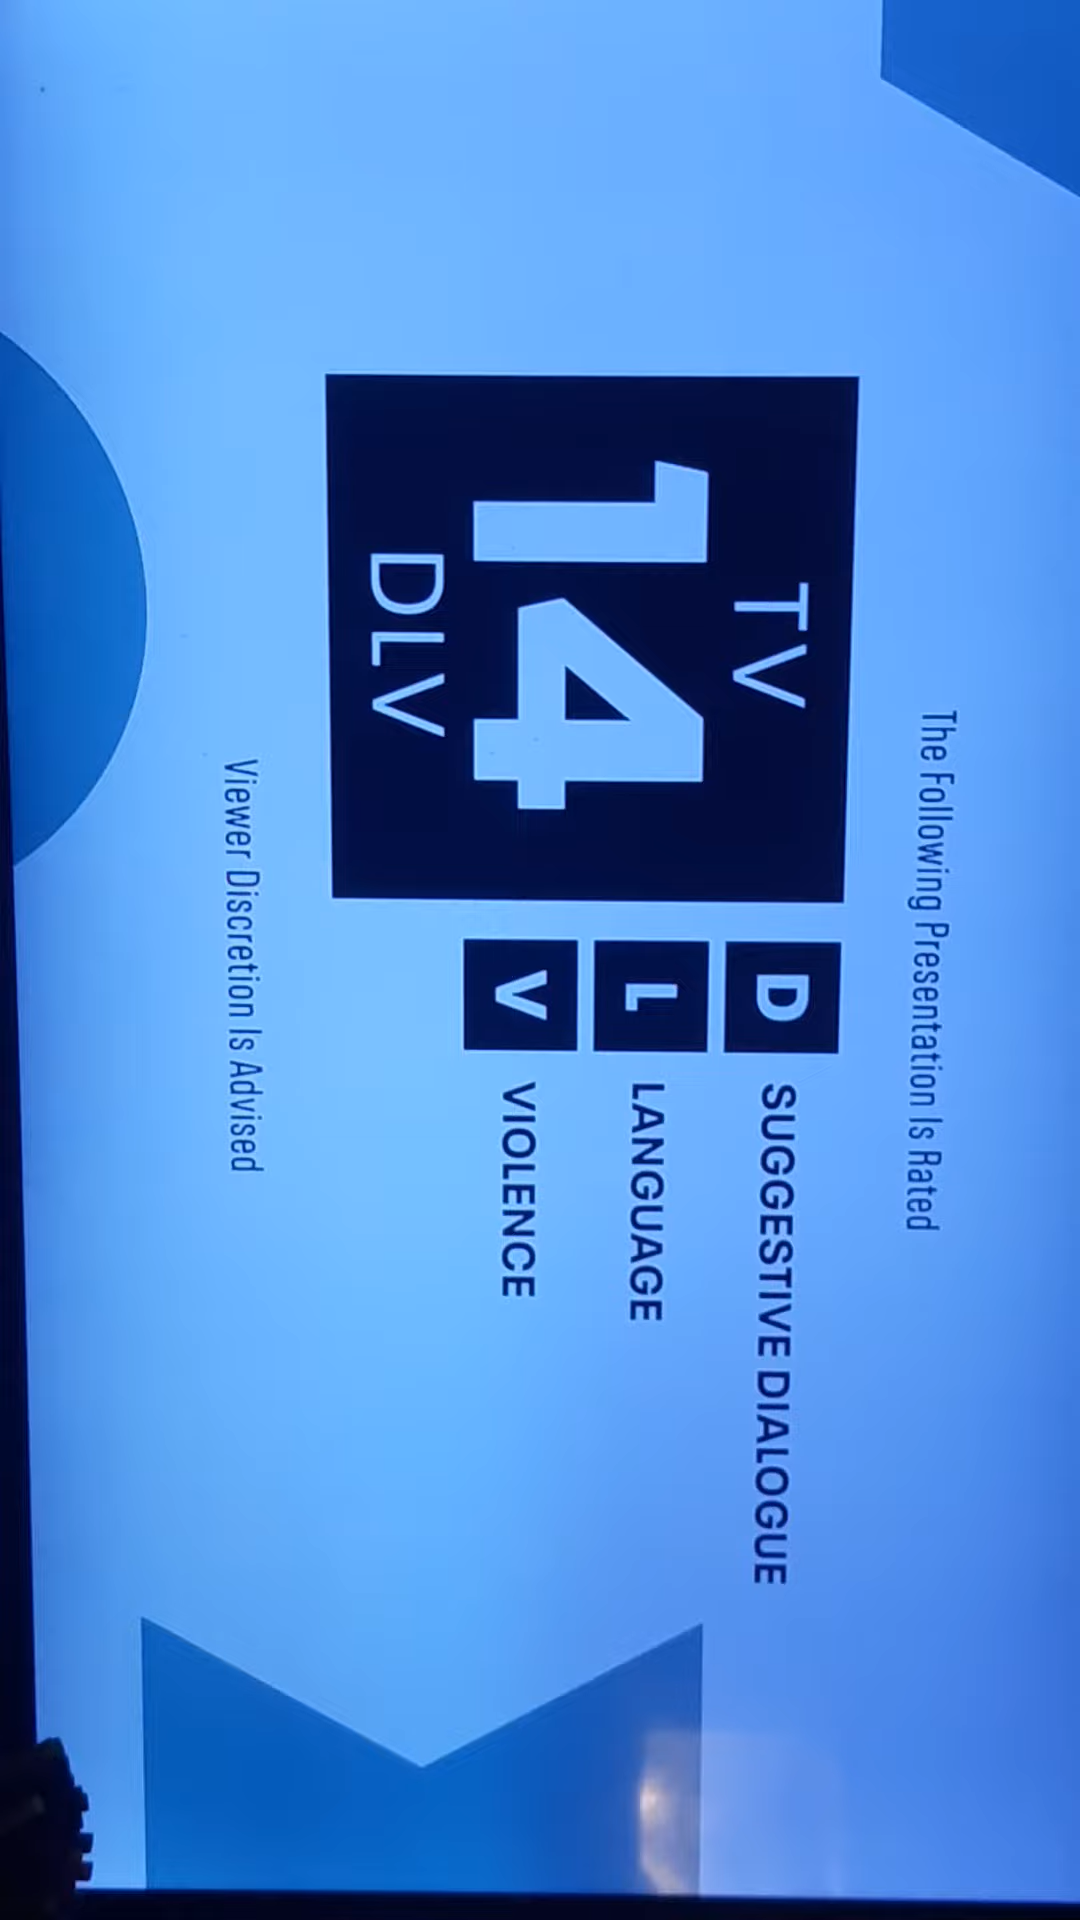 The Following Presentation Is Rated
TV
14
DLV
D SUGGESTIVE DIALOGUE
L LANGUAGE
V VIOLENCE
Viewer Discretion Is Advised